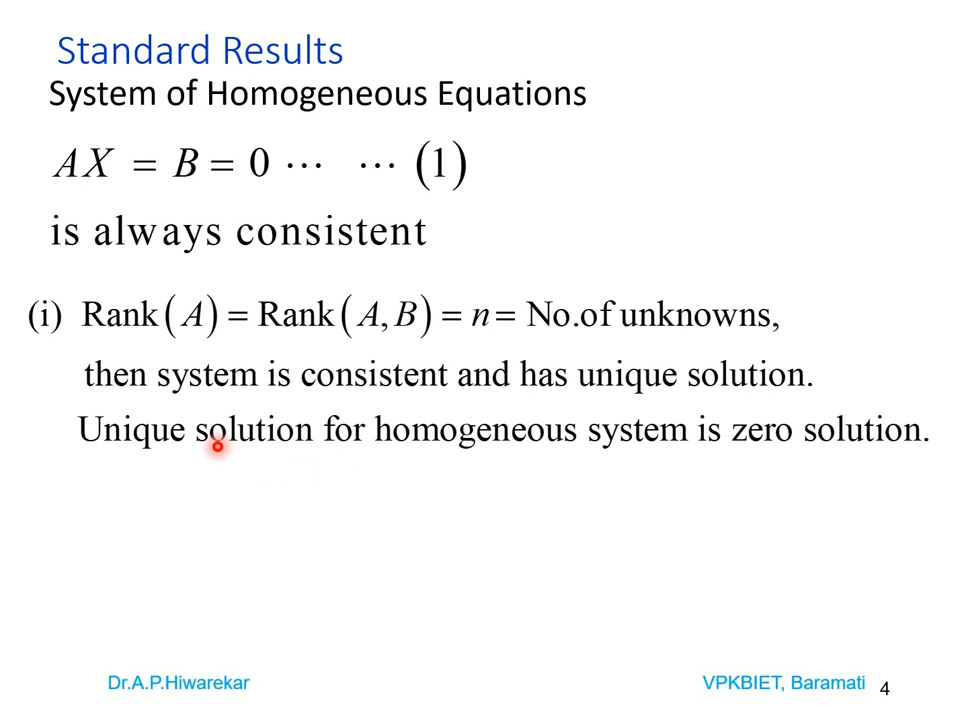 Standard Results
System of Homogeneous Equations
AX = B = 0 ⋯ ⋯ (1)
is always consistent
(i) Rank(A) = Rank(A, B) = n = No.of unknowns,
then system is consistent and has unique solution.
Unique solution for homogeneous system is zero solution.
Dr.A.P.Hiwarekar VPKBIET, Baramati 4